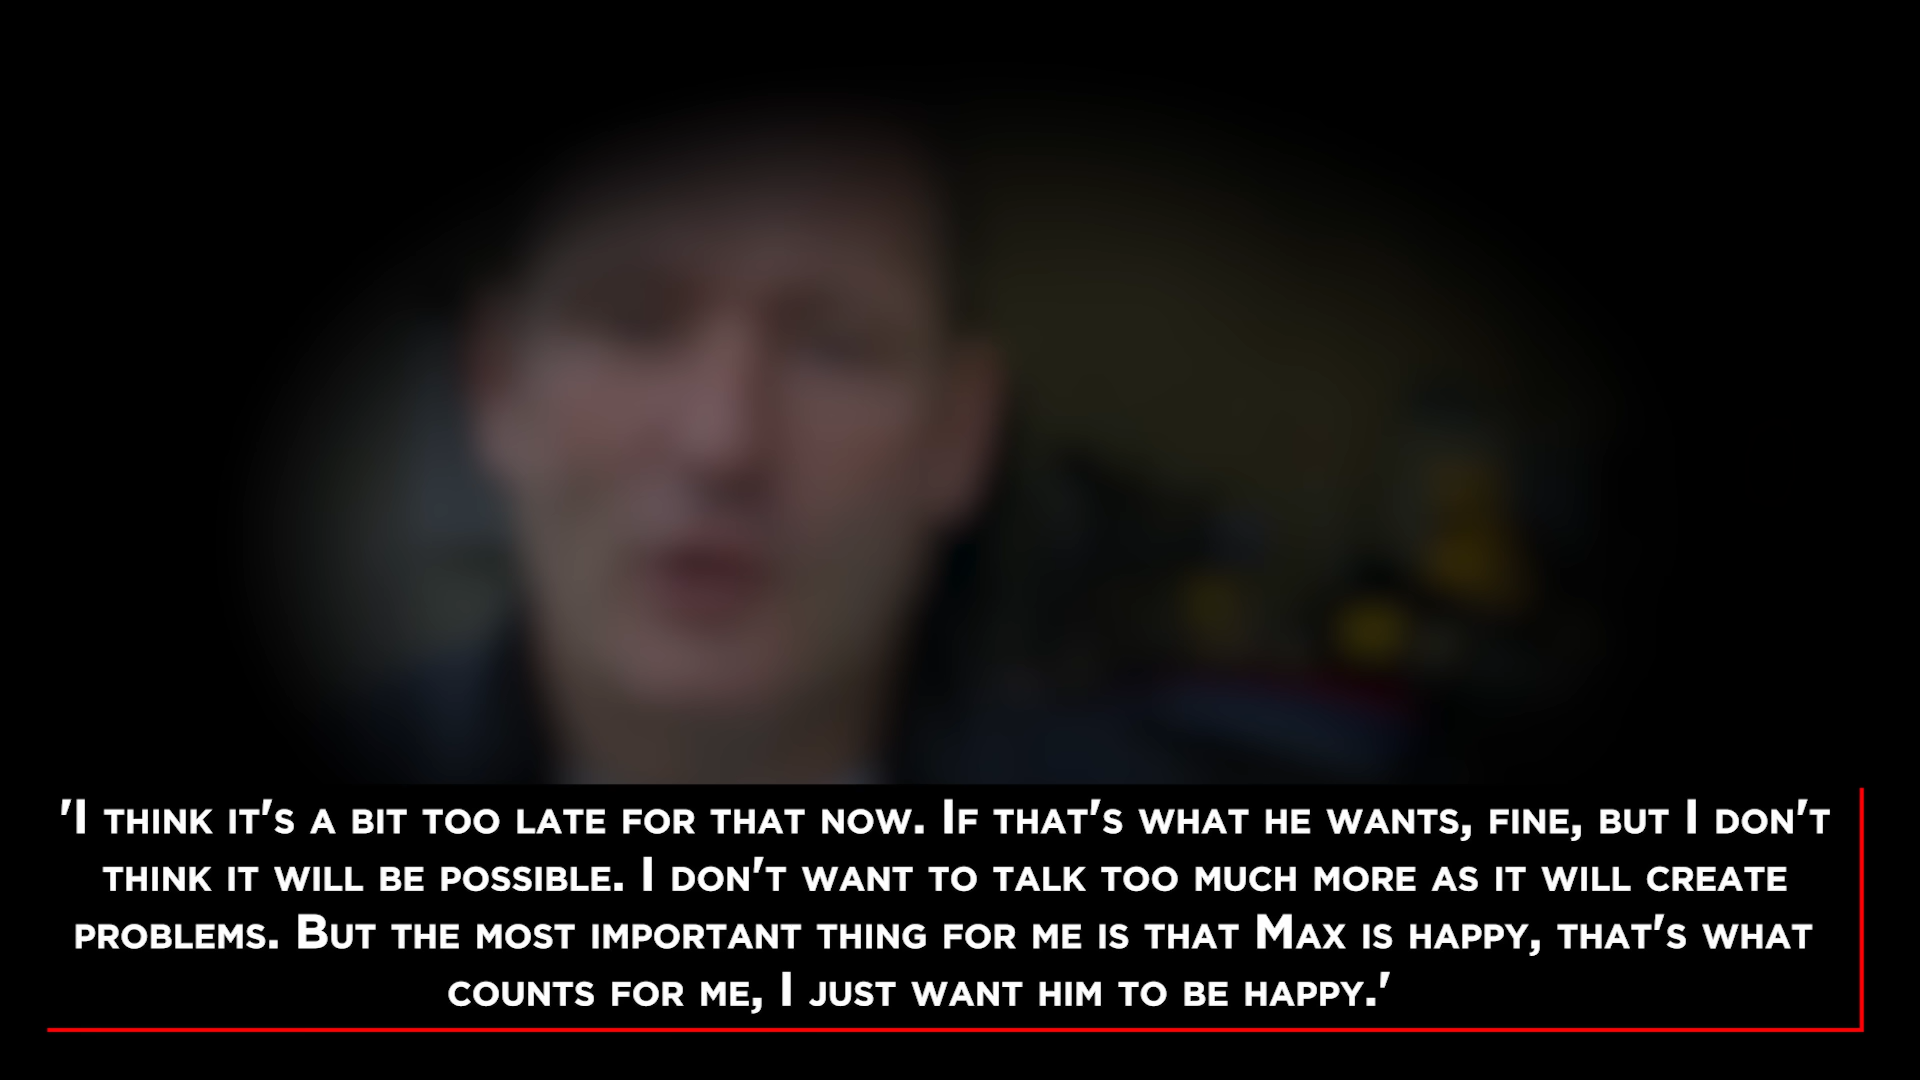 'I think it's a bit too late for that now. If that's what he wants, fine, but I don't
think it will be possible. I don't want to talk too much more as it will create
problems. But the most important thing for me is that Max is happy, that's what
counts for me, I just want him to be happy.'